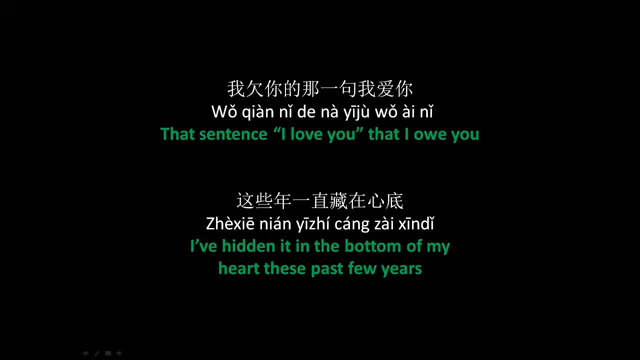 我欠你的那一句我爱你
Wǒ qiàn nǐ de nà yījù wǒ ài nǐ
That sentence “I love you” that I owe you
这些年一直藏在心底
Zhèxiē nián yīzhí cáng zài xīndǐ
I’ve hidden it in the bottom of my
heart these past few years